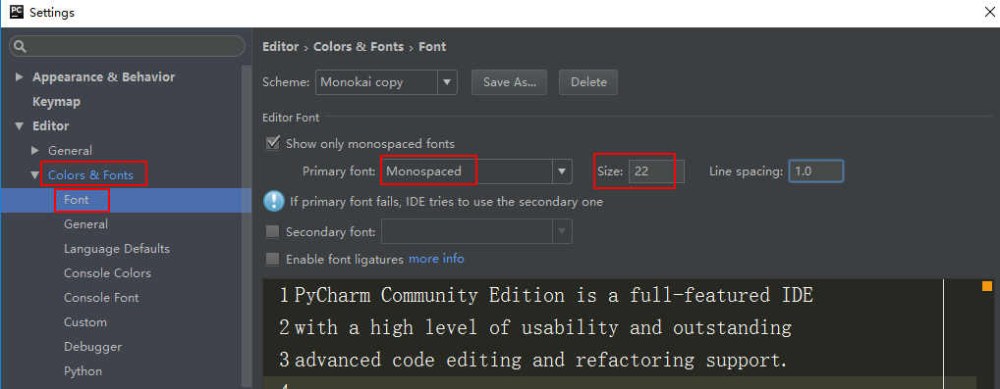 PC Settings
Editor › Colors & Fonts › Font
Appearance & Behavior
Keymap
Editor
General
Colors & Fonts
Font
General
Language Defaults
Console Colors
Console Font
Custom
Debugger
Python
Scheme: Monokai copy Save As... Delete
Editor Font
Show only monospaced fonts
Primary font: Monospaced Size: 22 Line spacing: 1.0
If primary font fails, IDE tries to use the secondary one
Secondary font:
Enable font ligatures more info
1 PyCharm Community Edition is a full-featured IDE
2 with a high level of usability and outstanding
3 advanced code editing and refactoring support.
4